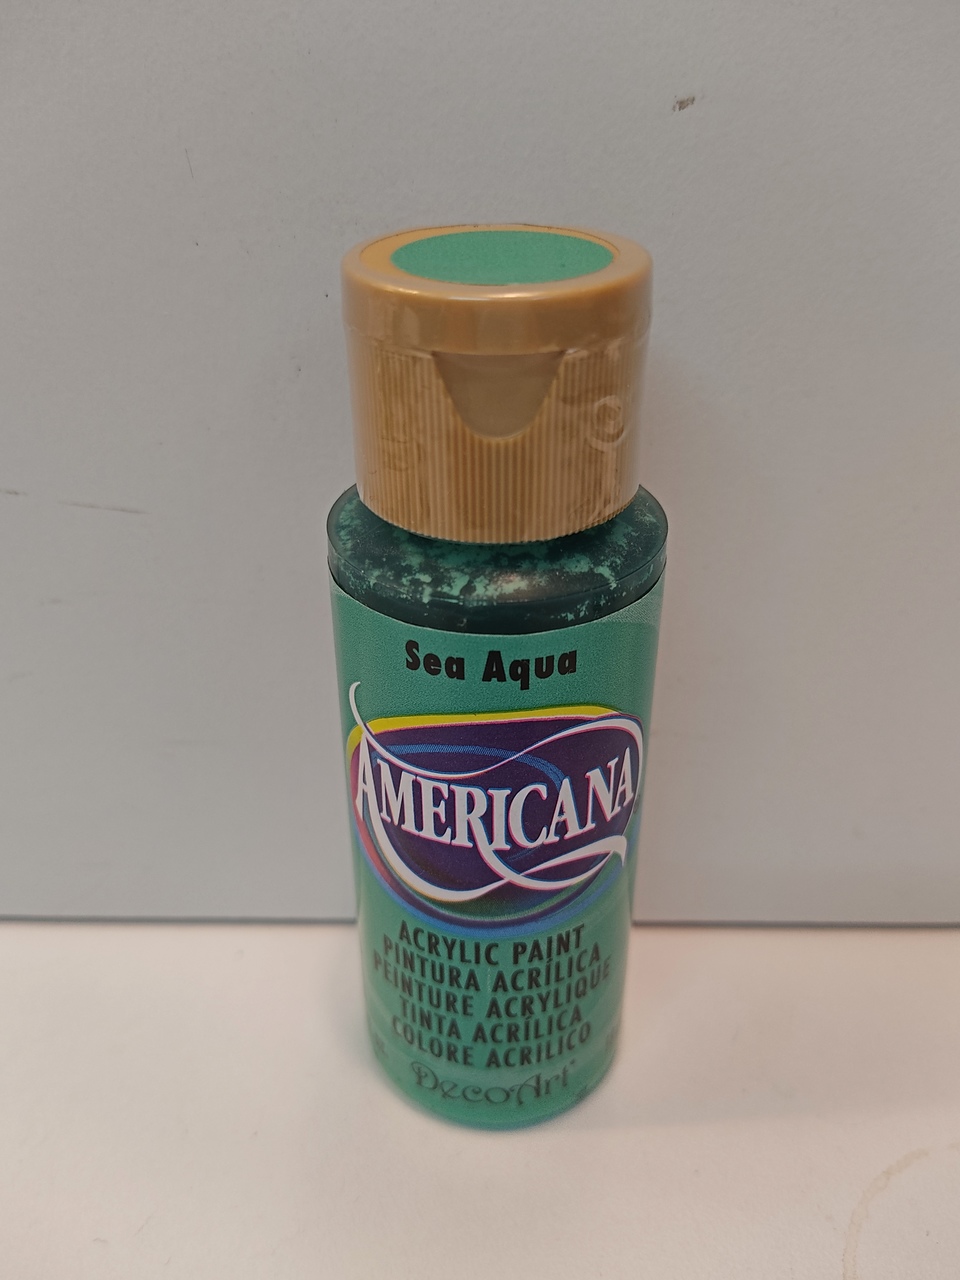 Sea Aqua
AMERICANA
ACRYLIC PAINT
PINTURA ACRÍLICA
PEINTURE ACRYLIQUE
TINTA ACRÍLICA
COLORE ACRILICO
DecoArt